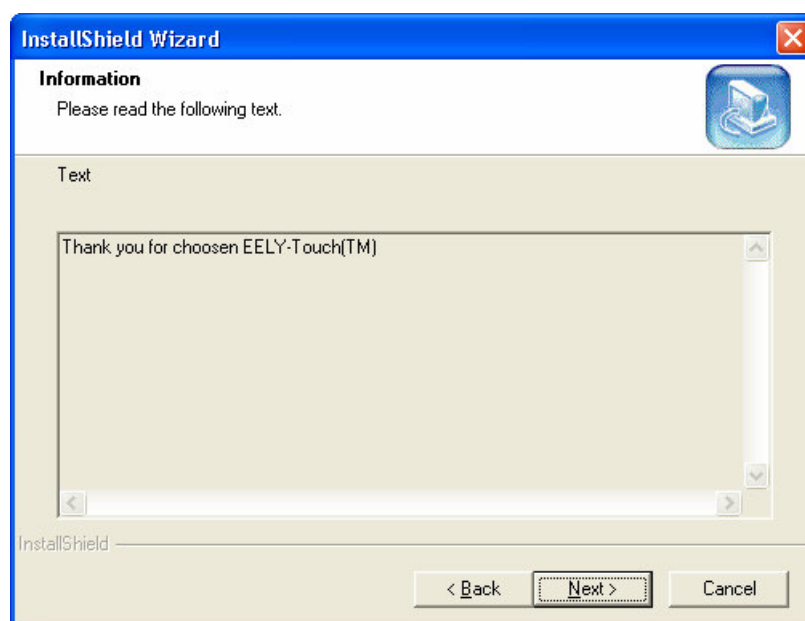 InstallShield Wizard
Information
Please read the following text.
Text
Thank you for choosen EELY-Touch(TM)
InstallShield
< Back Next > Cancel